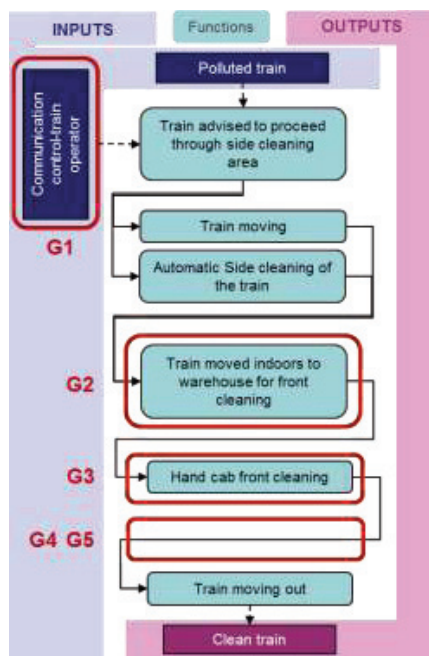 INPUTS
Functions
OUTPUTS
Polluted train
Communication
control-train
operator
Train advised to proceed
through side cleaning
area
G1
Train moving
Automatic Side cleaning of
the train
G2
Train moved indoors to
warehouse for front
cleaning
G3
Hand cab front cleaning
G4 G5
Train moving out
Clean train